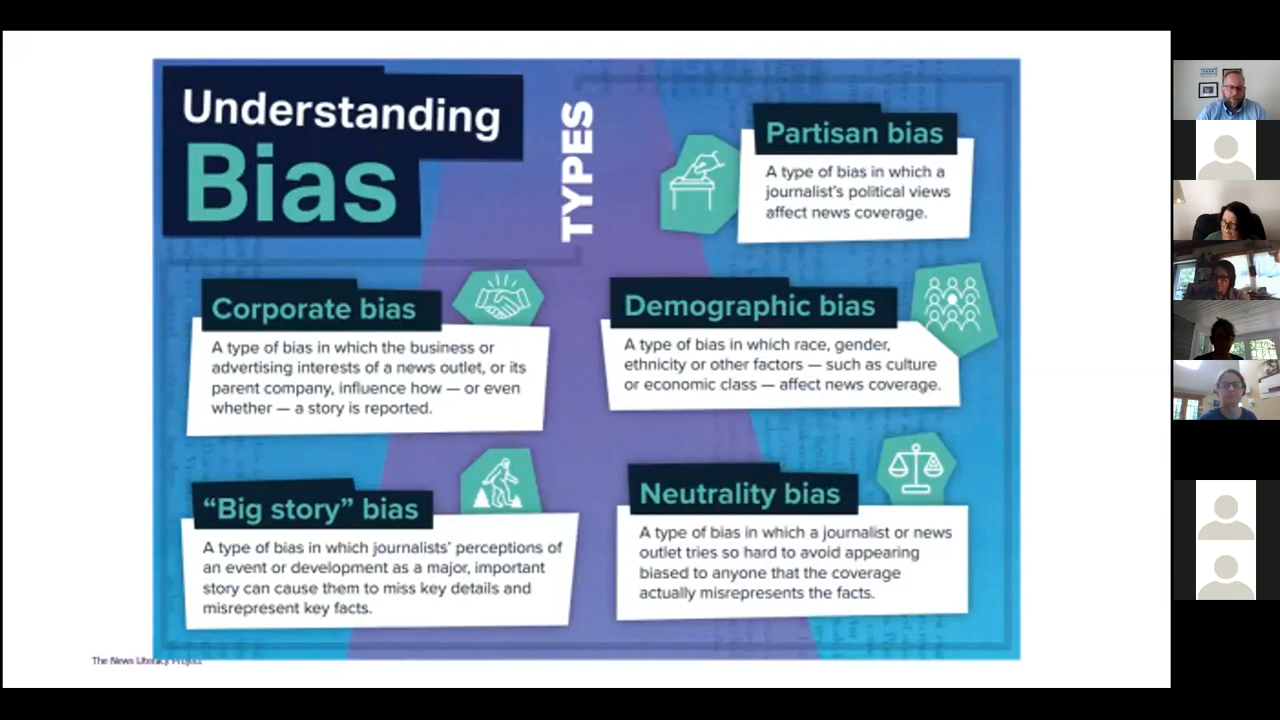 Understanding
Bias
TYPES
Partisan bias
A type of bias in which a
journalist's political views
affect news coverage.
Corporate bias
A type of bias in which the business or
advertising interests of a news outlet, or its
parent company, influence how — or even
whether — a story is reported.
Demographic bias
A type of bias in which race, gender,
ethnicity or other factors — such as culture
or economic class — affect news coverage.
“Big story” bias
A type of bias in which journalists’ perceptions of
an event or development as a major, important
story can cause them to miss key details and
misrepresent key facts.
Neutrality bias
A type of bias in which a journalist or news
outlet tries so hard to avoid appearing
biased to anyone that the coverage
actually misrepresents the facts.
The News Literacy Project